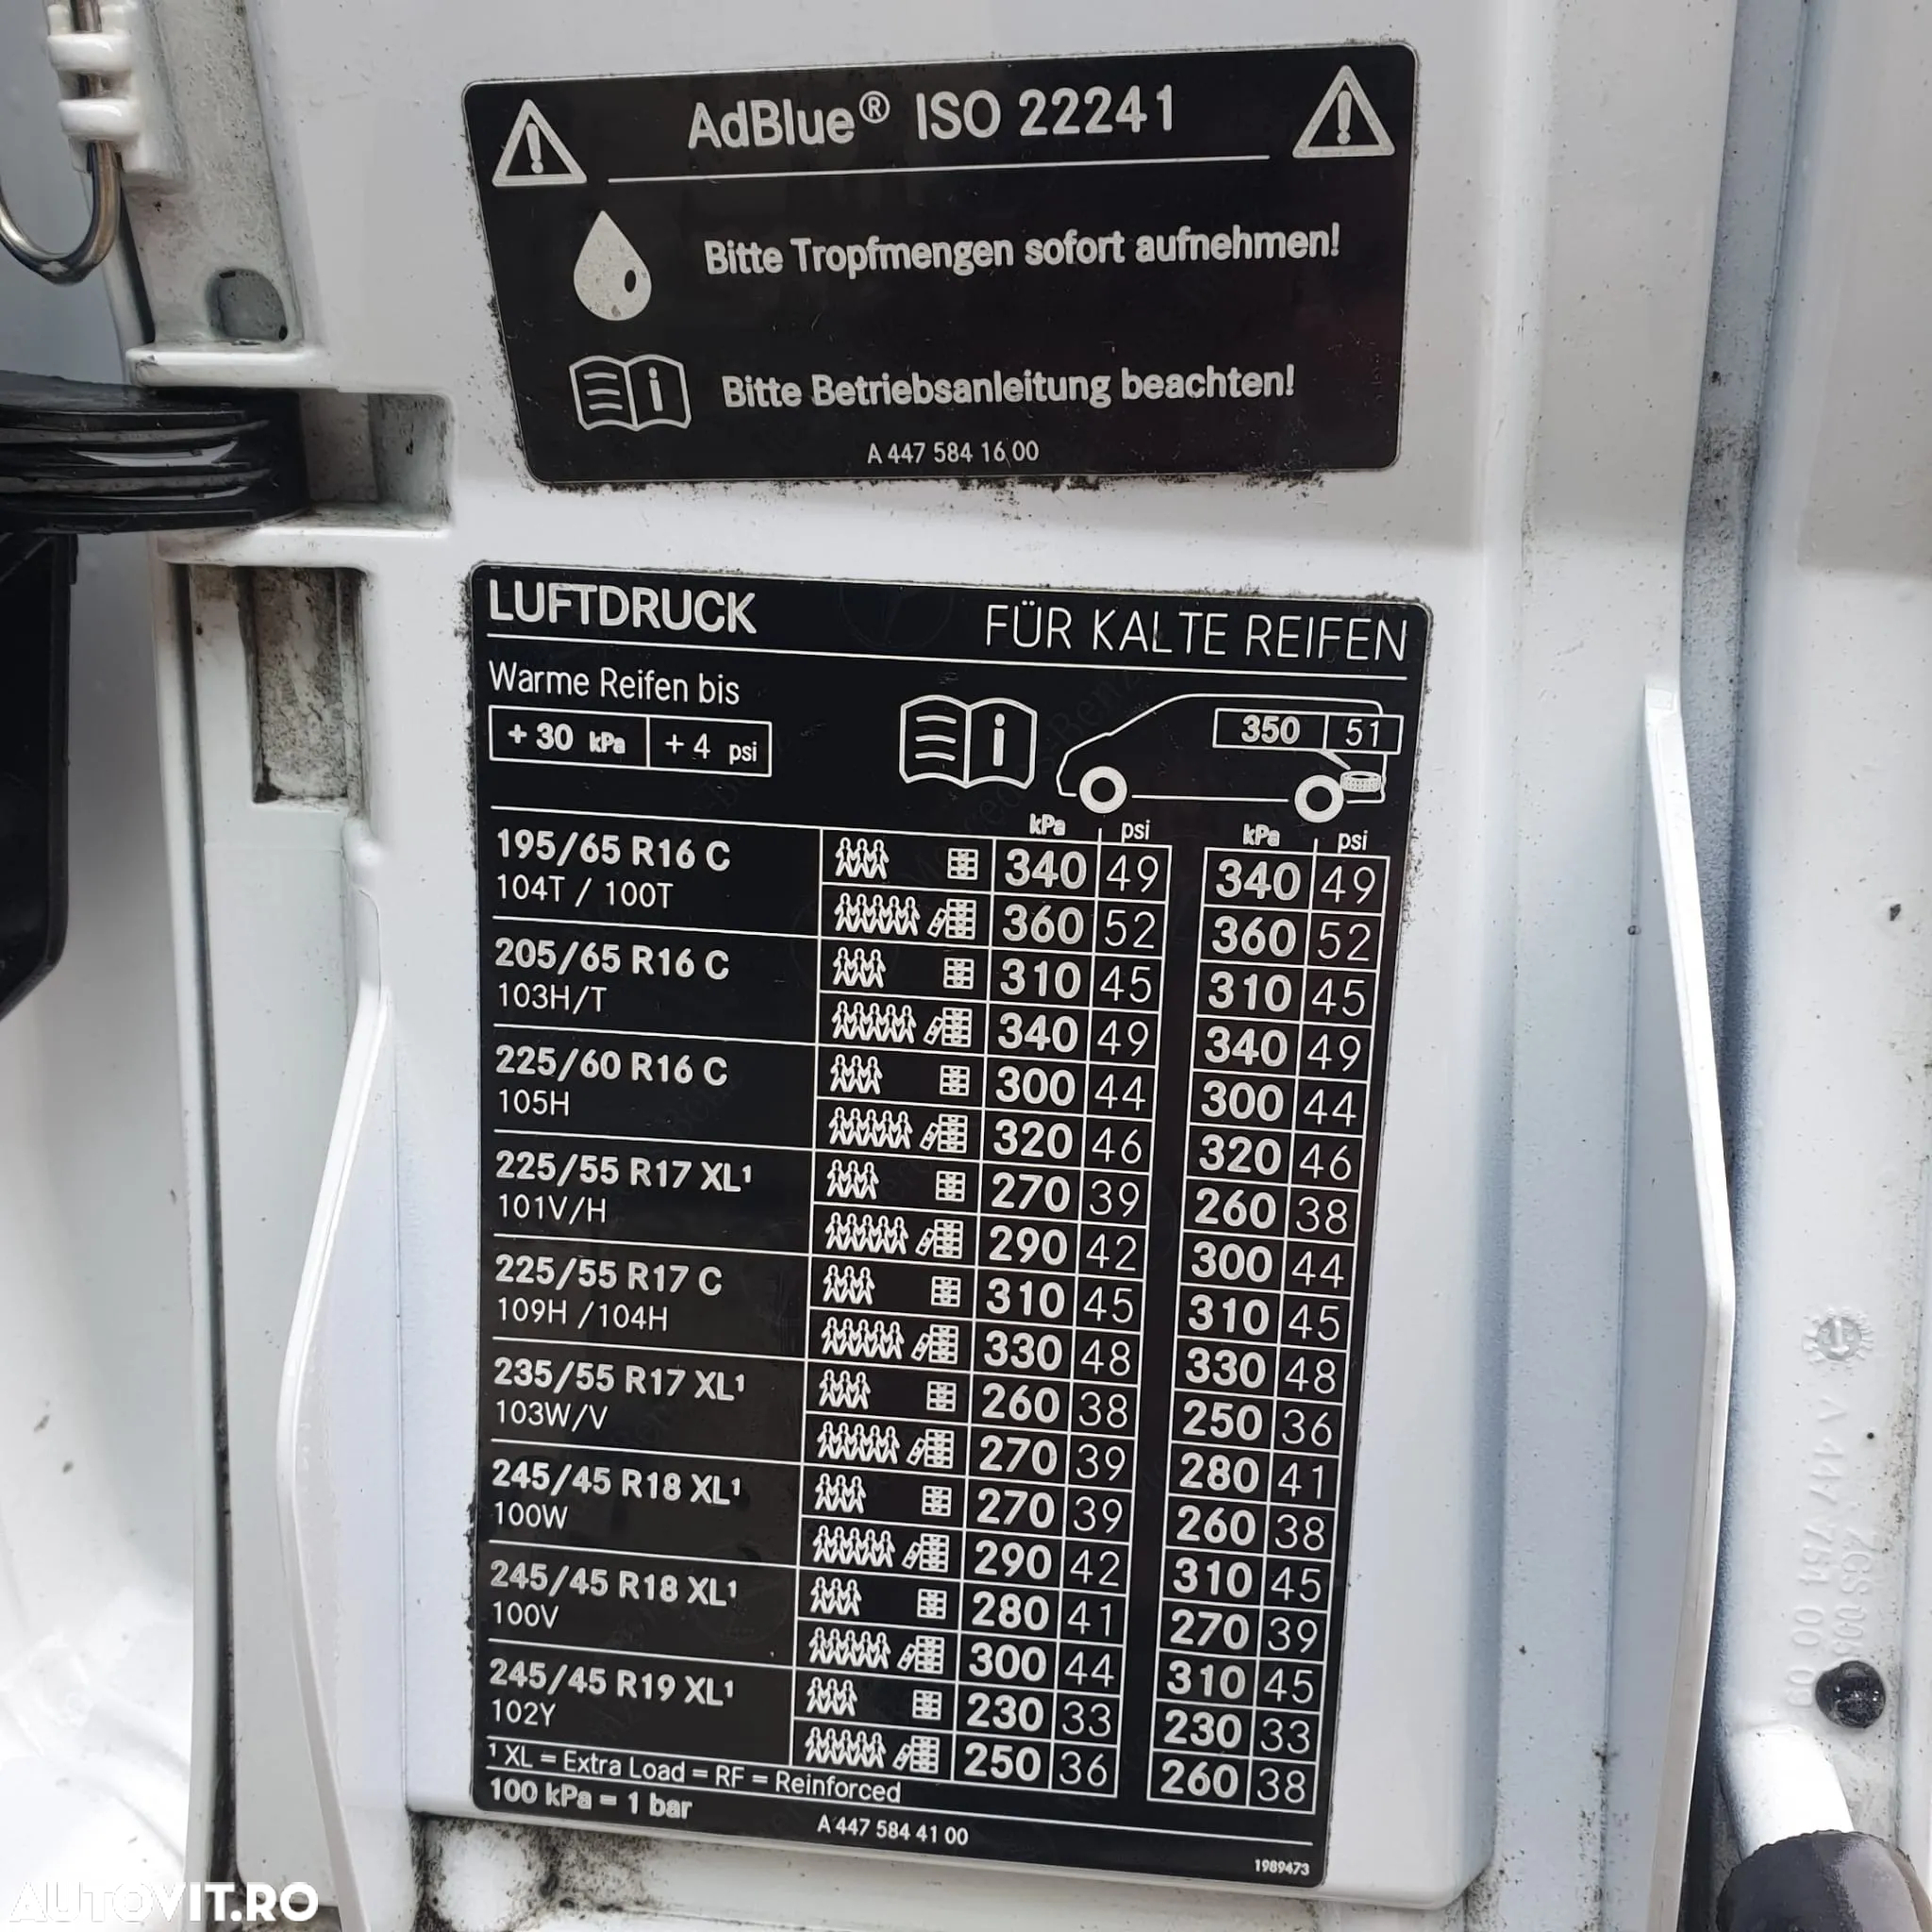 AdBlue® ISO 22241
Bitte Tropfmengen sofort aufnehmen!
Bitte Betriebsanleitung beachten!
A 447 584 16 00
LUFTDRUCK FÜR KALTE REIFEN
Warme Reifen bis
+ 30 kPa + 4 psi
350 51
kPa psi kPa psi
195/65 R16 C 340 49 340 49
104T / 100T 360 52 360 52
205/65 R16 C 310 45 310 45
103H/T 340 49 340 49
225/60 R16 C 300 44 300 44
105H 320 46 320 46
225/55 R17 XL¹ 270 39 260 38
101V/H 290 42 300 44
225/55 R17 C 310 45 310 45
109H /104H 330 48 330 48
235/55 R17 XL¹ 260 38 250 36
103W/V 270 39 280 41
245/45 R18 XL¹ 270 39 260 38
100W 290 42 310 45
245/45 R18 XL¹ 280 41 270 39
100V 300 44 310 45
245/45 R19 XL¹ 230 33 230 33
102Y 250 36 260 38
¹ XL = Extra Load = RF = Reinforced
100 kPa = 1 bar
A 447 584 41 00
1989473
AUTOVIT.RO